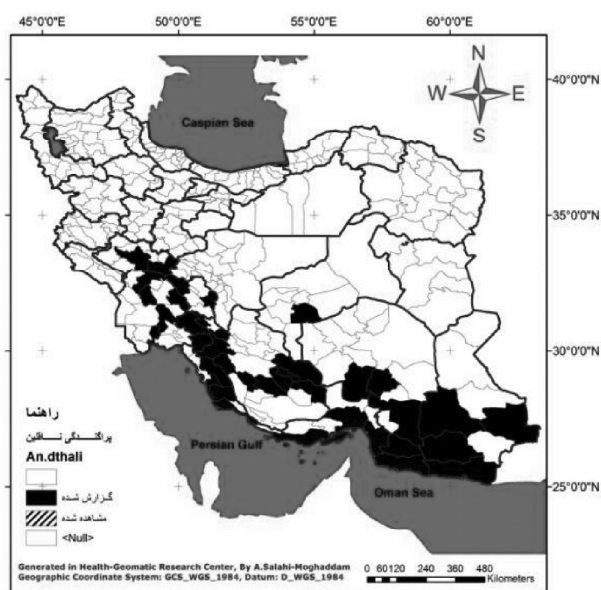 45°0'0"E 50°0'0"E 55°0'0"E 60°0'0"E
N
W E
S
40°0'0"N
35°0'0"N
30°0'0"N
25°0'0"N
Caspian Sea
Persian Gulf
Oman Sea
راهنما
پراکنــدگی نــاقلین
An.dthali
گزارش شده
مشاهده شده
<Null>
Generated in Health-Geomatic Research Center, By A.Salahi-Moghaddam
Geographic Coordinate System: GCS_WGS_1984, Datum: D_WGS_1984
0 60120 240 360 480
Kilometers